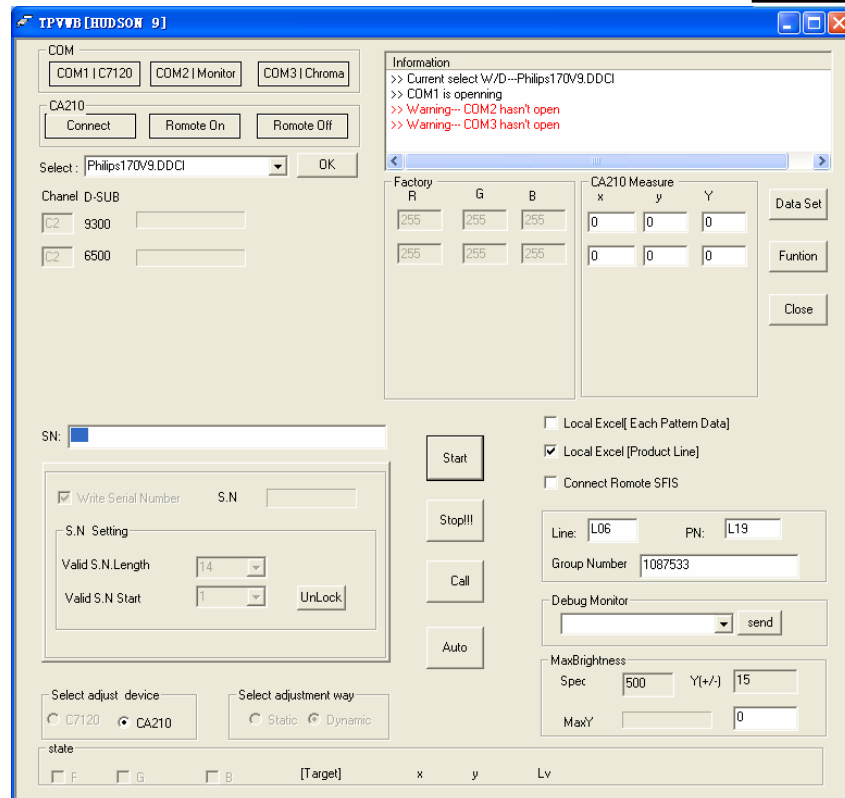 TPVWB[HUDSON 9]
COM
COM1 | C7120 COM2 | Monitor COM3 | Chroma
CA210
Connect Romote On Romote Off
Select : Philips170V9.DDCI OK
Information
>> Current select W/D---Philips170V9.DDCI
>> COM1 is openning
>> Warning--- COM2 hasn't open
>> Warning--- COM3 hasn't open
Chanel D-SUB
C2 9300
C2 6500
Factory
R G B
255 255 255
255 255 255
CA210 Measure
x y Y
0 0 0
0 0 0
Data Set
Funtion
Close
SN:
Write Serial Number S.N
S.N Setting
Valid S.N.Length 14
Valid S.N Start 1 UnLock
Start
Stop!!!
Call
Auto
Local Excel[ Each Pattern Data]
Local Excel [Product Line]
Connect Romote SFIS
Line: L06 PN: L19
Group Number 1087533
Debug Monitor
send
MaxBrightness
Spec 500 Y(+/-) 15
MaxY 0
Select adjust device
C7120 CA210
Select adjustment way
Static Dynamic
state
F G B [Target] x y Lv